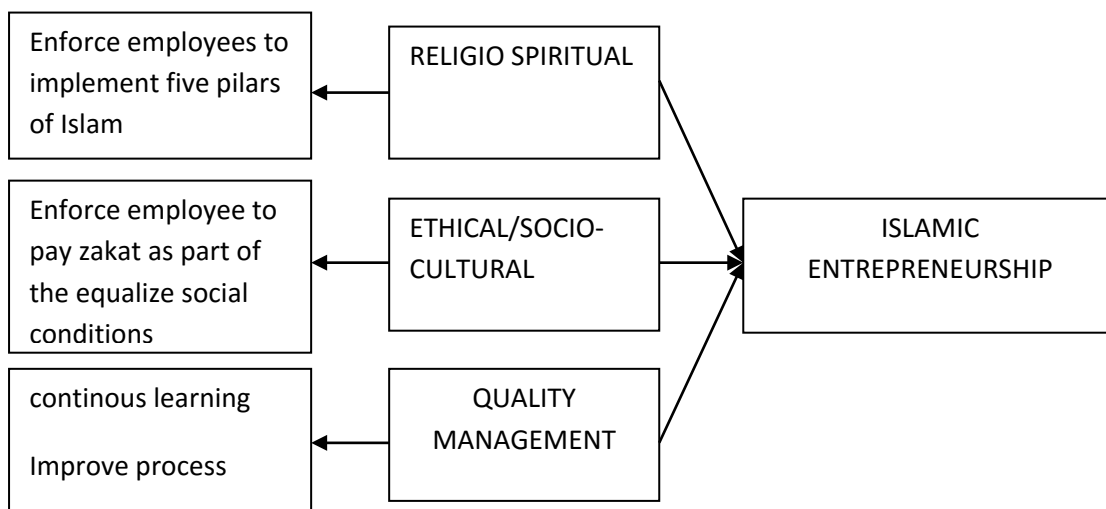 Enforce employees to
implement five pilars
of Islam
RELIGIO SPIRITUAL
Enforce employee to
pay zakat as part of
the equalize social
conditions
ETHICAL/SOCIO-
CULTURAL
ISLAMIC
ENTREPRENEURSHIP
continous learning
Improve process
QUALITY
MANAGEMENT